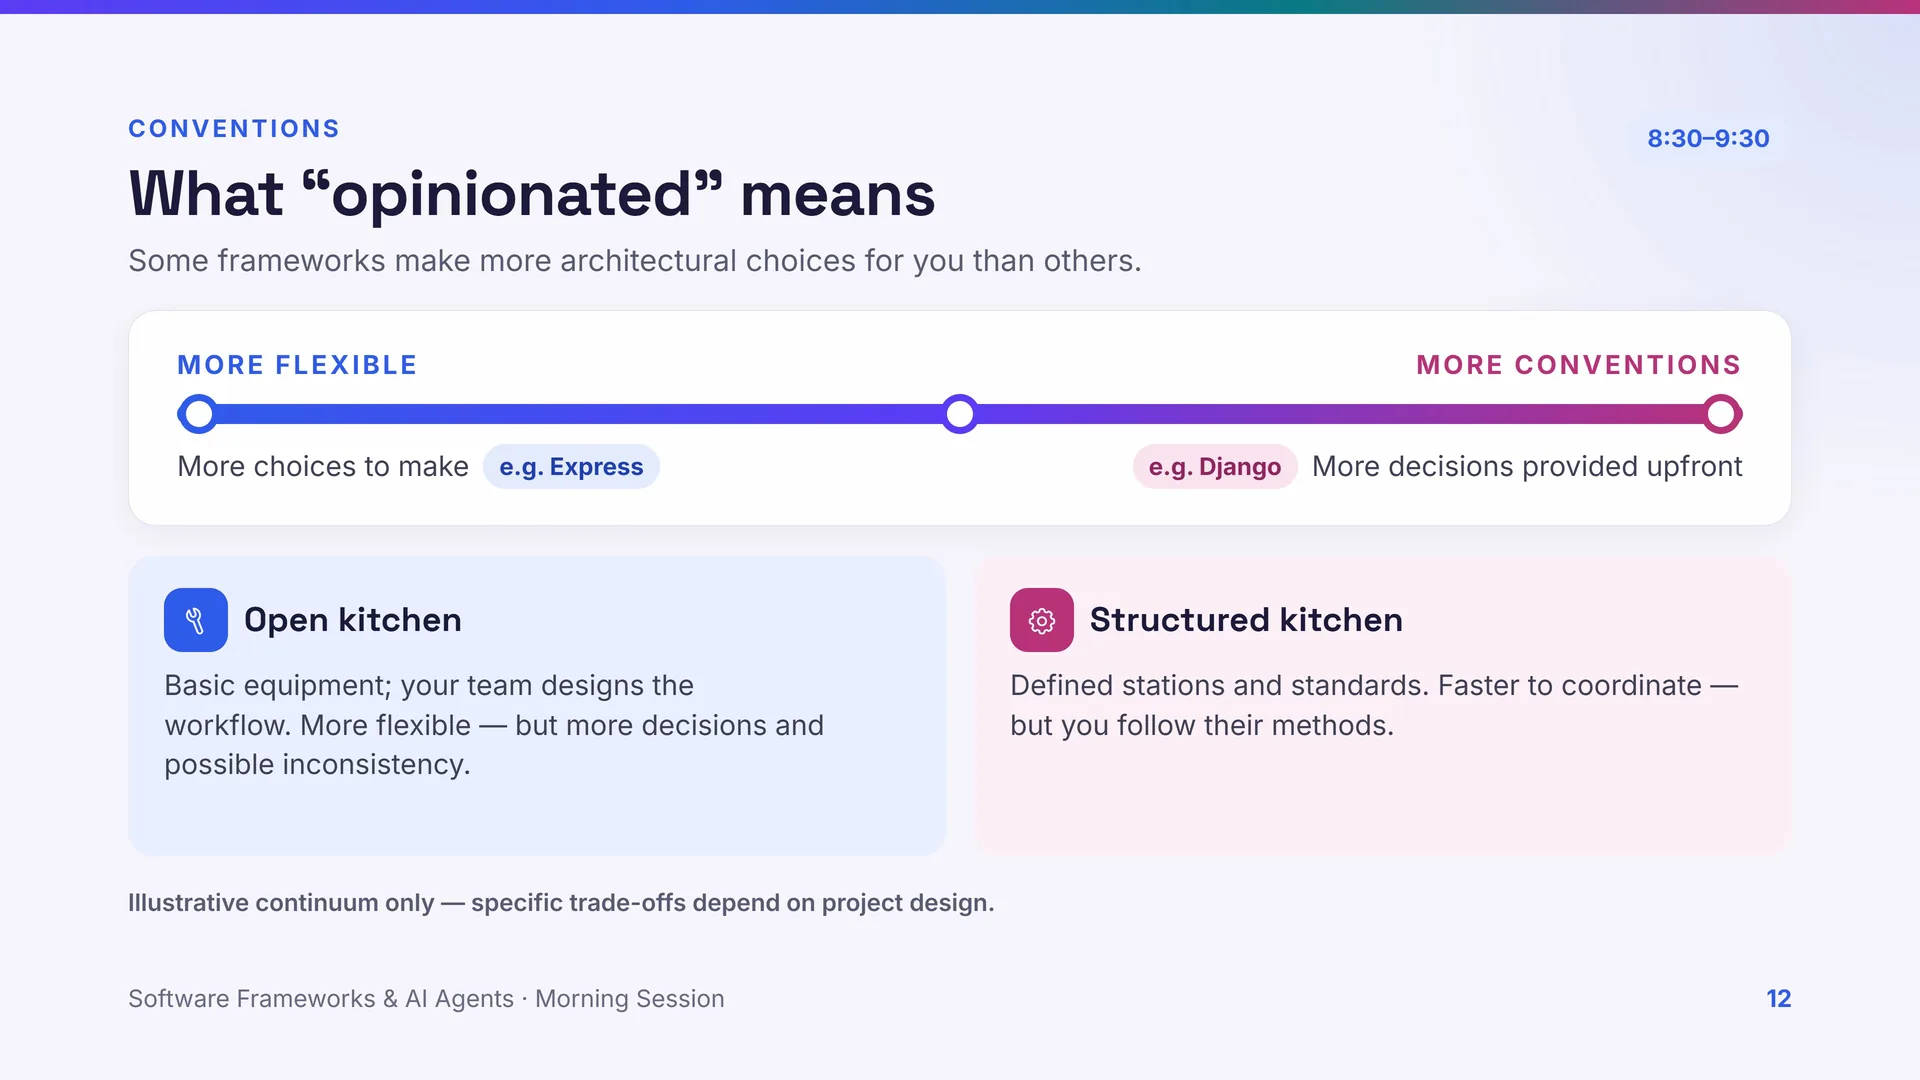 CONVENTIONS
8:30–9:30
What “opinionated” means
Some frameworks make more architectural choices for you than others.
MORE FLEXIBLE
MORE CONVENTIONS
More choices to make
e.g. Express
e.g. Django
More decisions provided upfront
Open kitchen
Basic equipment; your team designs the
workflow. More flexible — but more decisions and
possible inconsistency.
Structured kitchen
Defined stations and standards. Faster to coordinate —
but you follow their methods.
Illustrative continuum only — specific trade-offs depend on project design.
Software Frameworks & AI Agents · Morning Session
12